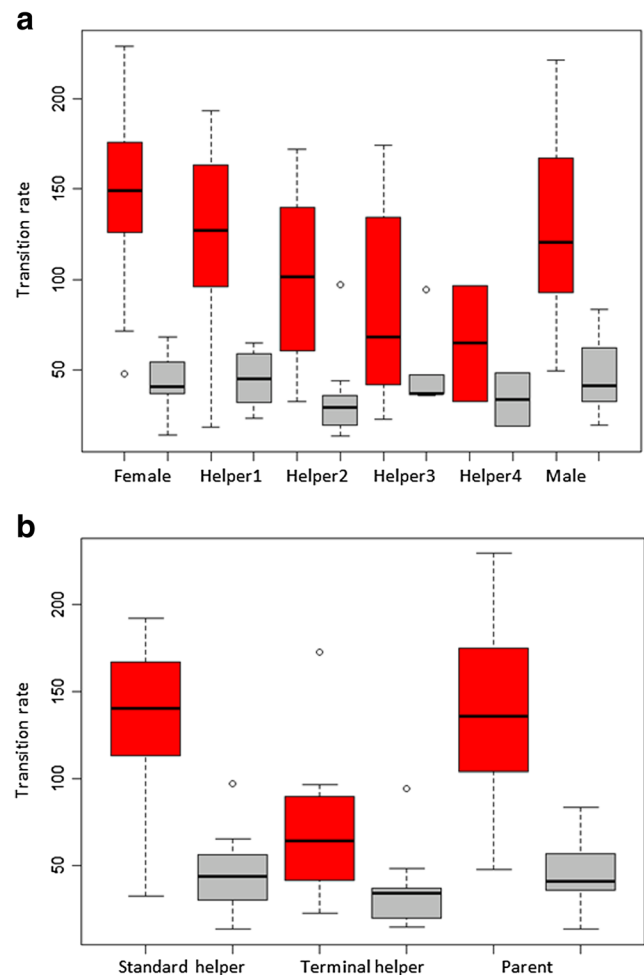 a
Transition rate
200
150
100
50
Female Helper1 Helper2 Helper3 Helper4 Male
b
Transition rate
200
150
100
50
Standard helper Terminal helper Parent